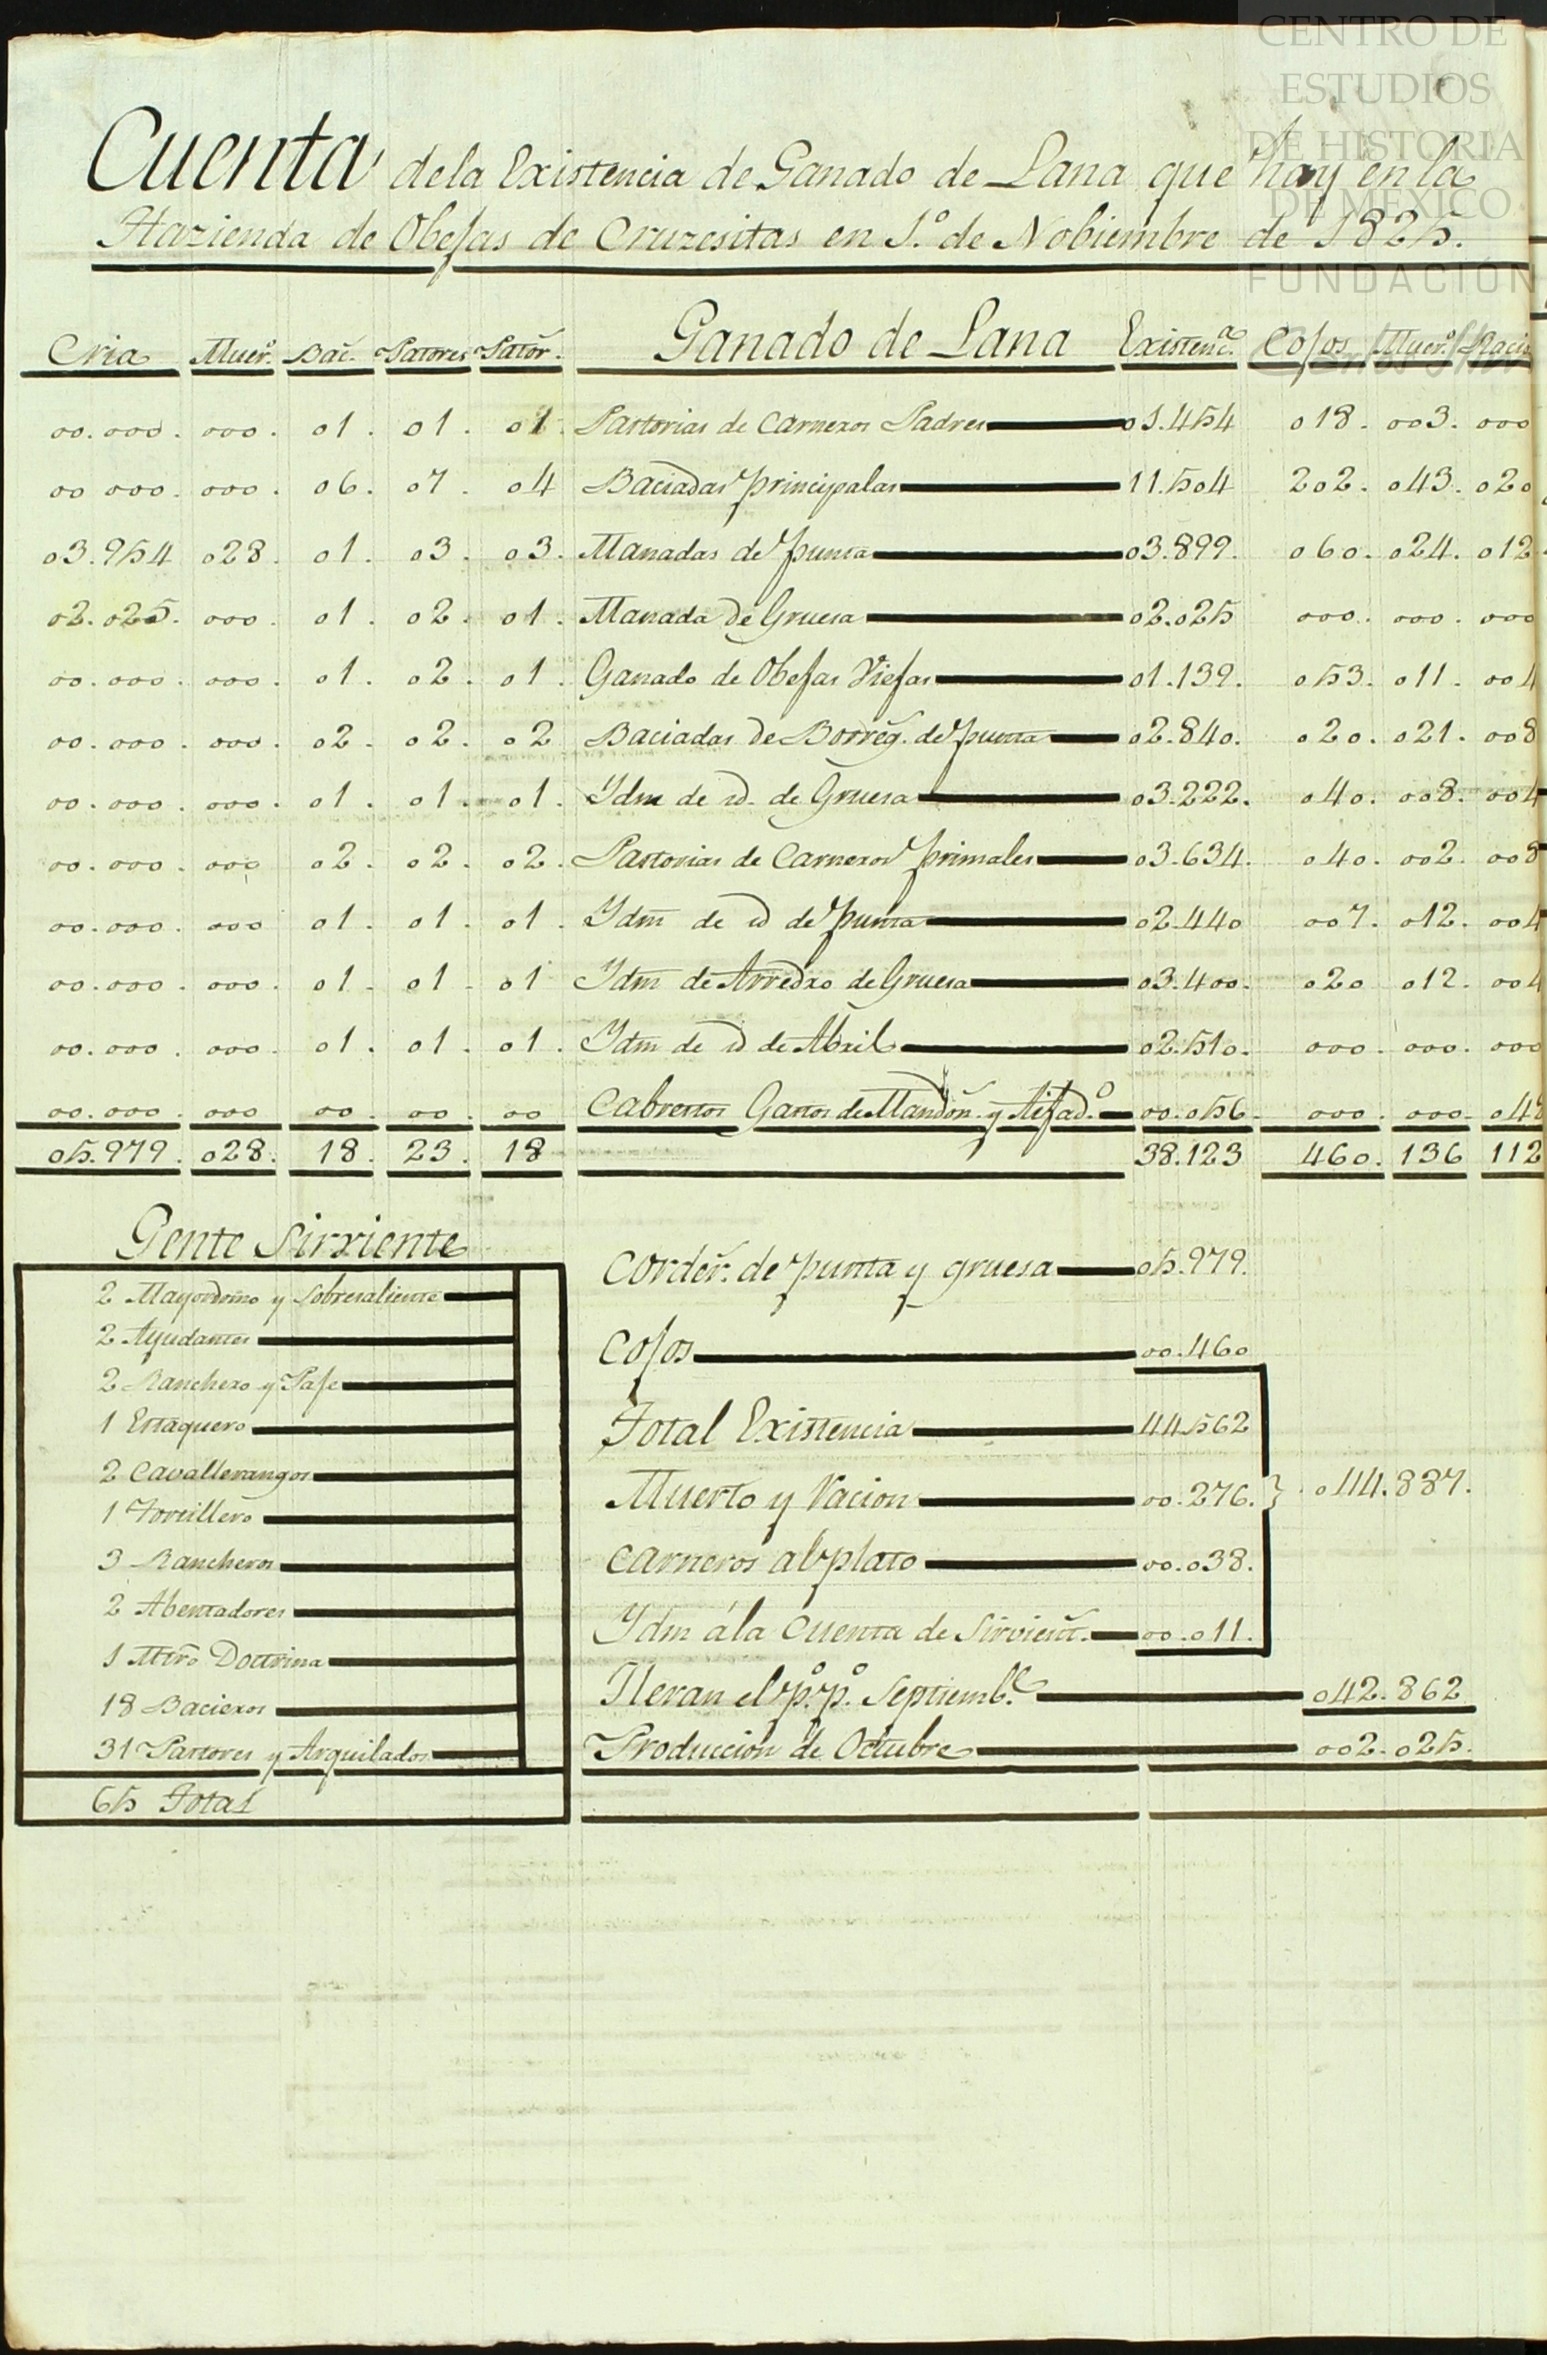 CENTRO DE
ESTUDIOS
DE HISTORIA
DE MÉXICO
FUNDACIÓN
Cuenta dela Existencia de Ganado de Lana que hay en la
Hazienda de Obejas de Cruzesitas en 1.º de Nobiembre de 1825.
Cria Muer.º Bac. Pastores Pastor. Ganado de Lana Existenc.ª Cojos Muer.º Racio
00.000. 000. 01. 01. 01. Pastorias de Carneros Padres 01.454 018. 003. 000
00 000. 000. 06. 07. 04 Baciadas principalas 11.504 202. 043. 020
03.954 028. 01. 03. 03. Manadas de punta 03.899. 060. 024. 012
02.025. 000. 01. 02. 01. Manada de Gruesa 02.025 000. 000. 000
00.000. 000. 01. 02. 01. Ganado de Obejas Viejas 01.139. 053. 011. 004
00.000. 000. 02. 02. 02 Baciadas de Borreg. de punta 02.840. 020. 021. 008
00.000. 000. 01. 01. 01. Ydm de id. de Gruesa 03.222. 040. 008. 004
00.000. 000 02. 02. 02. Pastorias de Carneros primales 03.634. 040. 002. 008
00.000. 000 01. 01. 01. Ydm de id de punta 02.440 007. 012. 004
00.000. 000. 01. 01. 01 Ydm de Arredro de Gruesa 03.400. 020 012. 004
00.000. 000. 01. 01. 01. Ydm de id de Abril 02.510. 000. 000. 000
00.000. 000 00. 00. 00 Cabrestos Gastos de Mandon. y 00.056. 000. 000. 048
05.979. 028. 18. 23. 18 38.123 460. 136 112
Gente Sirviente
2 Mayordomo y Sobresaliente
2 Ayudantes
2 Ranchero y Paje
1 Estaquero
2 Cavallerangos
1 Tortillero
3 Rancheros
2 Abentadores
1 Mtro Doctrina
18 Bacieros
31 Pastores y Arquilados
65 Total
Corder. de punta y gruesa 05.979.
Cojos 00.460
Total Existencia 44.562
Muerto y Racion 00.276. 044.887.
Carneros al plato 00.038.
Ydm á la Cuenta de Sirvient. 00.011.
Yeran el p.º p.º Septiemb.e 042.862
Produccion de Octubre 002.025.